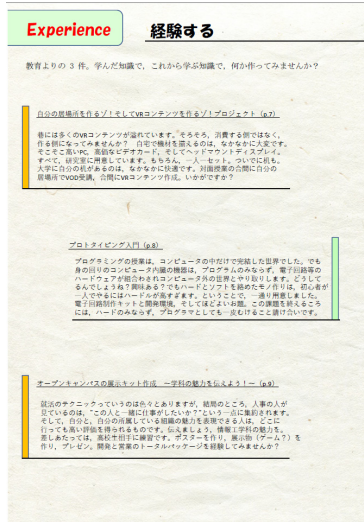 Experience 経験する
教育よりの 3 件。学んだ知識で、これから学ぶ知識で、何か作ってみませんか？
自分の居場所を作るゾ！そしてVRコンテンツを作るゾ！プロジェクト (p.7)
巷には多くのVRコンテンツが溢れています。そろそろ、消費する側ではなく、
作る側になってみませんか？　自宅で機材を揃えるのは、なかなかに大変です。
そこそこ高いPC、高価なビデオカード、そしてヘッドマウントディスプレイ。
すべて、研究室に用意しています。もちろん、一人一セット。ついでに机も。
大学に自分の机があるのは、なかなかに快適です。対面授業の合間に自分の
居場所でVOD受講、合間にVRコンテンツ作成。いかがですか？
プロトタイピング入門 (p.8)
プログラミングの授業は、コンピュータの中だけで完結した世界でした。でも
身の回りのコンピュータ内蔵の機器は、プログラムのみならず、電子回路等の
ハードウェアが組合わされコンピュータ外の世界とやり取りします。どうして
るんでしょうね？興味ある？でもハードとソフトを絡めたモノ作りは、初心者が
一人でやるにはハードルが高すぎます。ということで、一通り用意しました。
電子回路制作キットと開発環境、そしてほどよいお題。この課題を終えるころ
には、ハードのみならず、プログラマとしても一皮むけること請け合いです。
オープンキャンパスの展示キット作成　～学科の魅力を伝えよう！～ (p.9)
就活のテクニックっていうのは色々とありますが、結局のところ、人事の人が
見ているのは、“この人と一緒に仕事がしたいか？”という一点に集約されます。
そして、自分と、自分の所属している組織の魅力を表現できる人は、どこに
行っても高い評価を得られるものです。伝えましょう、情報工学科の魅力を。
差しあたっては、高校生相手に練習です。ポスターを作り、展示物（ゲーム？）を
作り、プレゼン。開発と営業のトータルパッケージを経験してみませんか？